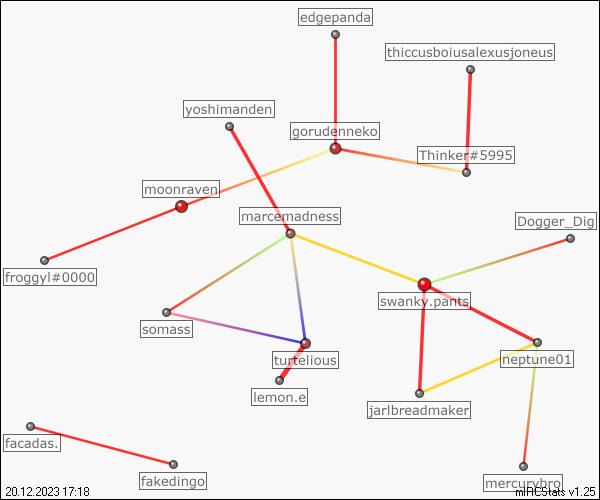 edgepanda
thiccusboiusalexusjoneus
yoshimanden
gorudenneko
Thinker#5995
moonraven
marcemadness
Dogger_Dig
froggyl#0000
swanky.pants
somass
turtelious
neptune01
lemon.e
jarlbreadmaker
facadas.
fakedingo
mercurybro
20.12.2023 17:18
mIRCStats v1.25